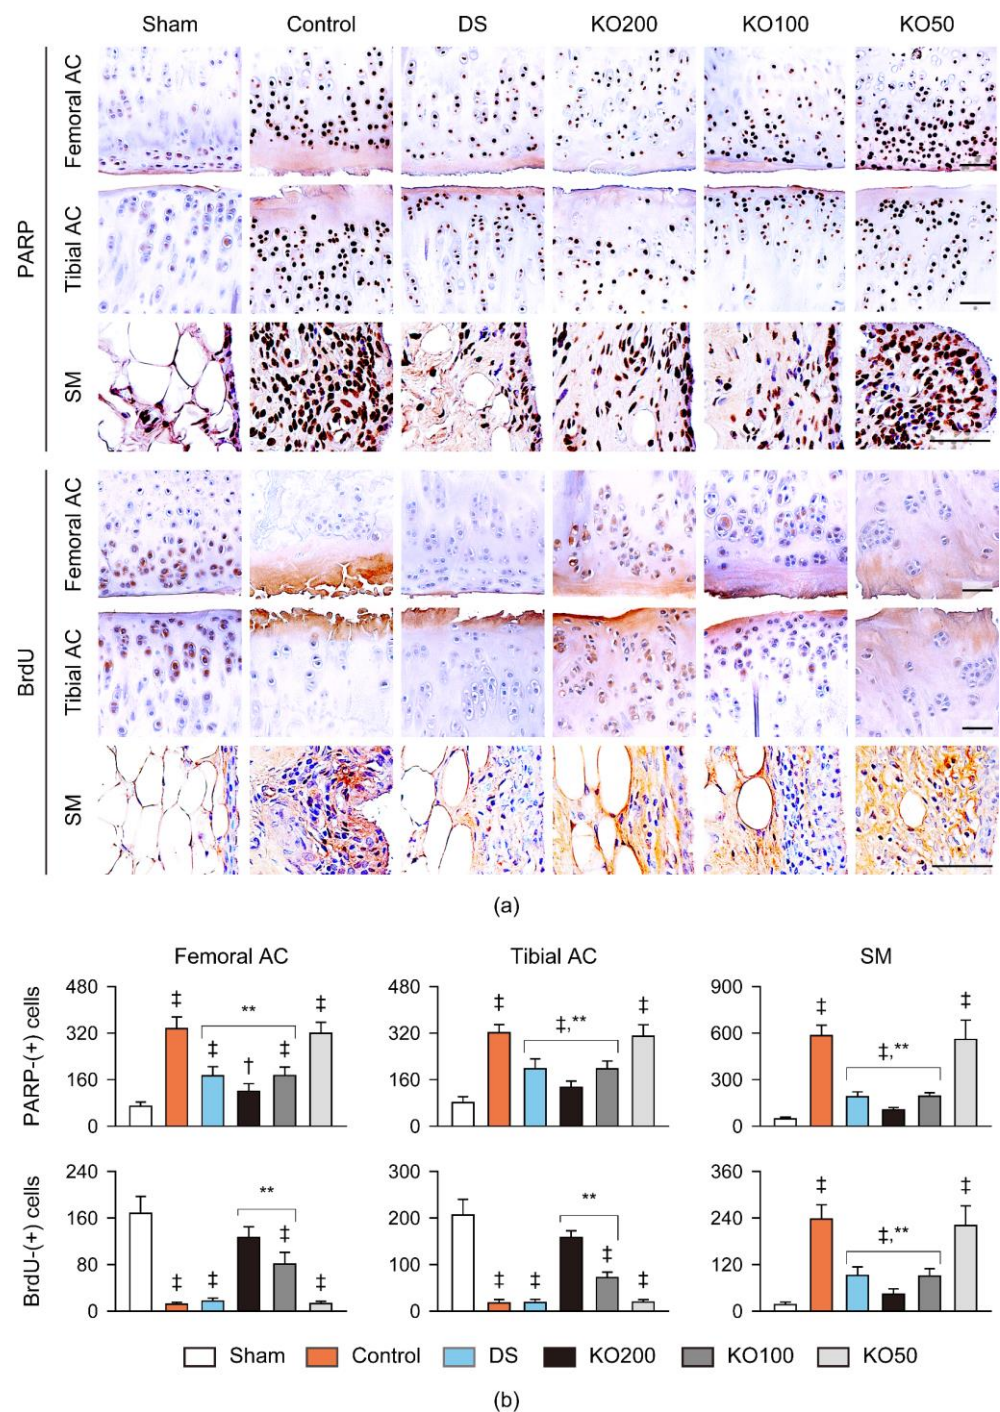 Sham Control DS KO200 KO100 KO50
PARP
Femoral AC
Tibial AC
SM
BrdU
Femoral AC
Tibial AC
SM
(a)
Femoral AC Tibial AC SM
PARP-(+) cells
480 320 160 0
‡ ‡ ** † ‡ ‡
480 320 160 0
‡ ‡,** ‡
900 600 300 0
‡ ‡,** ‡
BrdU-(+) cells
240 160 80 0
‡ ‡ ** ‡ ‡
300 200 100 0
‡ ‡ ** ‡ ‡
360 240 120 0
‡ ‡,** ‡
Sham Control DS KO200 KO100 KO50
(b)